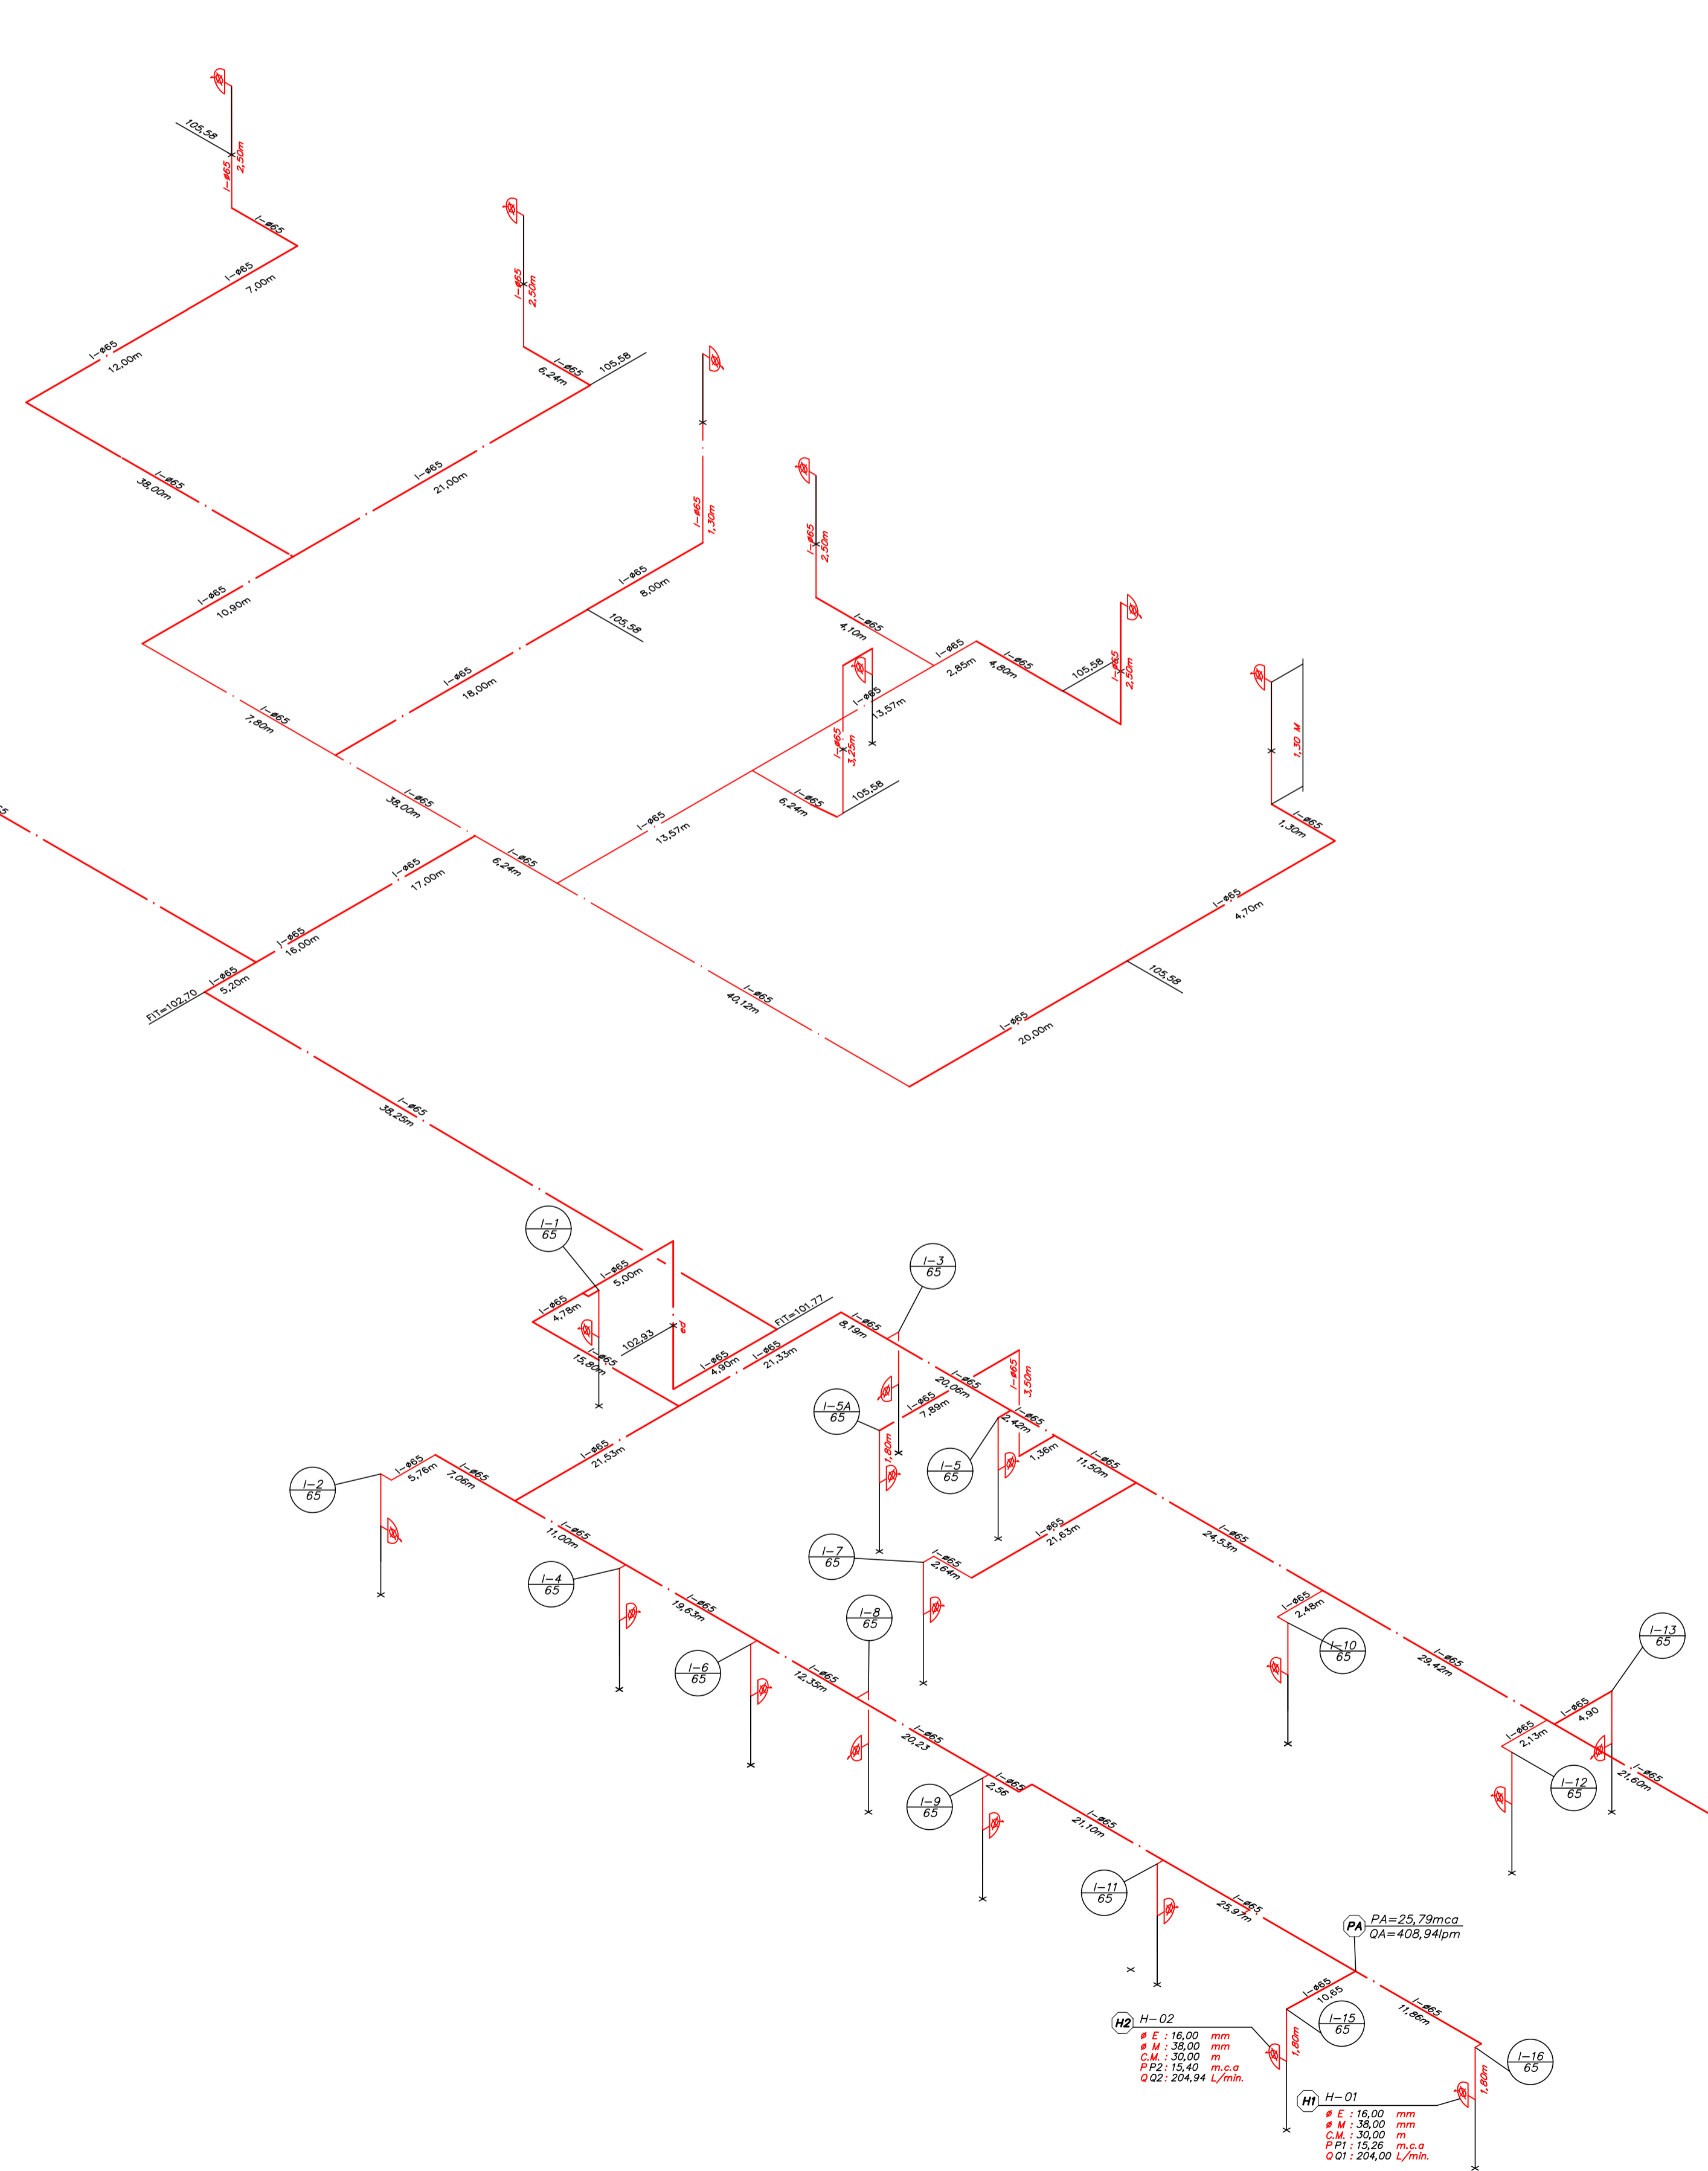 105,58
I-ø65
2,50m
I-ø65
I-ø65
7,00m
I-ø65
12,00m
I-ø65
38,00m
I-ø65
2,50m
I-ø65
6,24m
105,58
I-ø65
21,00m
I-ø65
10,90m
I-ø65
1,30m
I-ø65
8,00m
105,58
I-ø65
18,00m
I-ø65
7,80m
I-ø65
2,50m
I-ø65
4,10m
I-ø65
2,85m
I-ø65
4,80m
105,58
I-ø65
2,50m
I-ø65
13,57m
I-ø65
3,25m
105,58
I-ø65
6,24m
1,30 M
I-ø65
1,30m
I-ø65
38,00m
I-ø65
13,57m
I-ø65
6,24m
I-ø65
17,00m
I-ø65
4,70m
105,58
I-ø65
16,00m
I-ø65
5,20m
FIT=102,70
I-ø65
40,12m
I-ø65
20,00m
I-ø65
38,25m
I-1
65
I-ø65
5,00m
I-ø65
4,78m
102,93
I-ø65
15,80m
FIT=101.77
I-ø65
4,90m
I-ø65
21,33m
I-3
65
I-ø65
8,19m
I-ø65
20,06m
I-ø65
3,50m
I-5A
65
I-ø65
7,89m
1,80m
I-ø65
2,42m
I-5
65
1,36m
I-ø65
11,50m
I-ø65
21,53m
I-2
65
I-ø65
5,76m
I-ø65
7,06m
I-ø65
11,00m
I-4
65
I-7
65
I-ø65
2,64m
I-ø65
21,63m
I-ø65
24,53m
I-ø65
19,63m
I-8
65
I-6
65
I-ø65
12,35m
I-ø65
2,48m
I-10
65
I-ø65
29,42m
I-13
65
I-ø65
4,90
I-ø65
2,13m
I-12
65
I-ø65
21,60m
I-ø65
20,23
I-ø65
2,56
I-9
65
I-ø65
21,10m
I-11
65
I-ø65
25,97m
PA
PA=25,79mca
QA=408,94lpm
I-ø65
10,65
I-15
65
1,80m
I-ø65
11,86m
I-16
65
1,80m
H2 H-02
ø E : 16,00 mm
ø M : 38,00 mm
C.M. : 30,00 m
P P2 : 15,40 m.c.a
Q Q2 : 204,94 L/min.
H1 H-01
ø E : 16,00 mm
ø M : 38,00 mm
C.M. : 30,00 m
P P1 : 15,26 m.c.a
Q Q1 : 204,00 L/min.